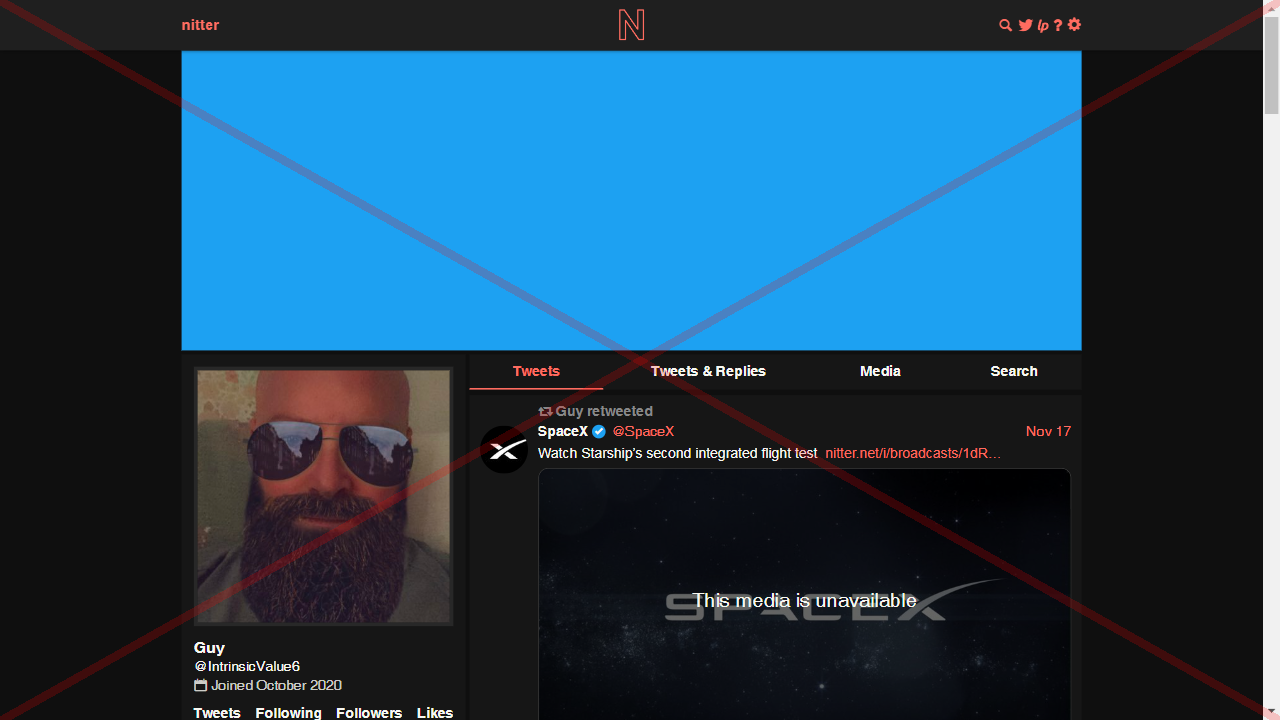 nitter
N
lp ?
Tweets
Tweets & Replies
Media
Search
Guy retweeted
SpaceX @SpaceX
Nov 17
Watch Starship's second integrated flight test nitter.net/i/broadcasts/1dR…
SPACEX
This media is unavailable
Guy
@IntrinsicValue6
Joined October 2020
Tweets Following Followers Likes